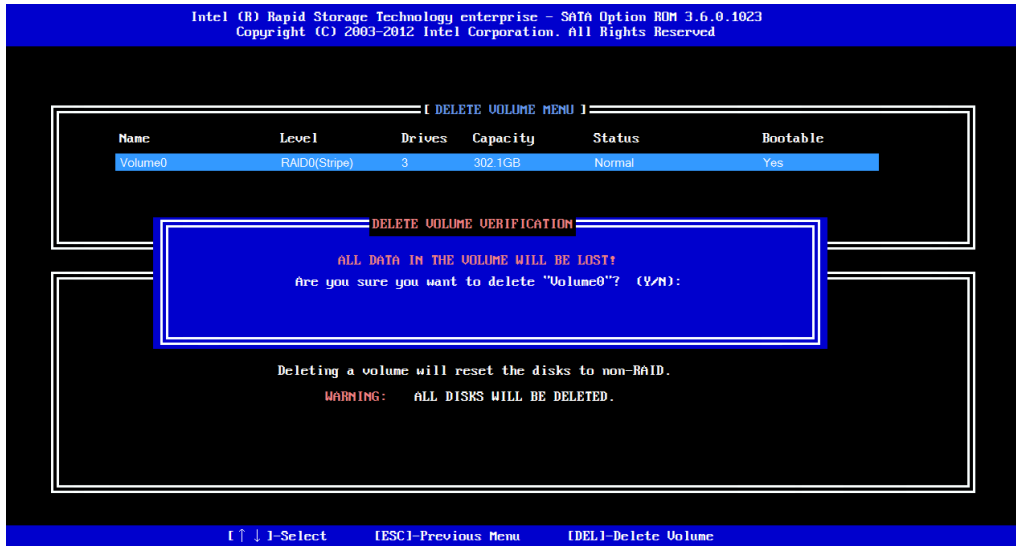 Intel (R) Rapid Storage Technology enterprise - SATA Option ROM 3.6.0.1023
Copyright (C) 2003-2012 Intel Corporation. All Rights Reserved
[ DELETE VOLUME MENU ]
Name Level Drives Capacity Status Bootable
Volume0 RAID0(Stripe) 3 302.1GB Normal Yes
DELETE VOLUME VERIFICATION
ALL DATA IN THE VOLUME WILL BE LOST!
Are you sure you want to delete "Volume0"? (Y/N):
Deleting a volume will reset the disks to non-RAID.
WARNING: ALL DISKS WILL BE DELETED.
[↑↓]-Select [ESC]-Previous Menu [DEL]-Delete Volume